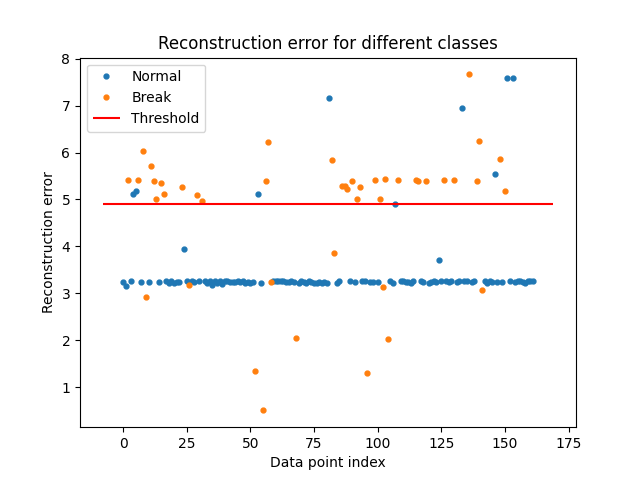 Reconstruction error for different classes
Normal
Break
Threshold
Reconstruction error
8
7
6
5
4
3
2
1
0 25 50 75 100 125 150 175
Data point index